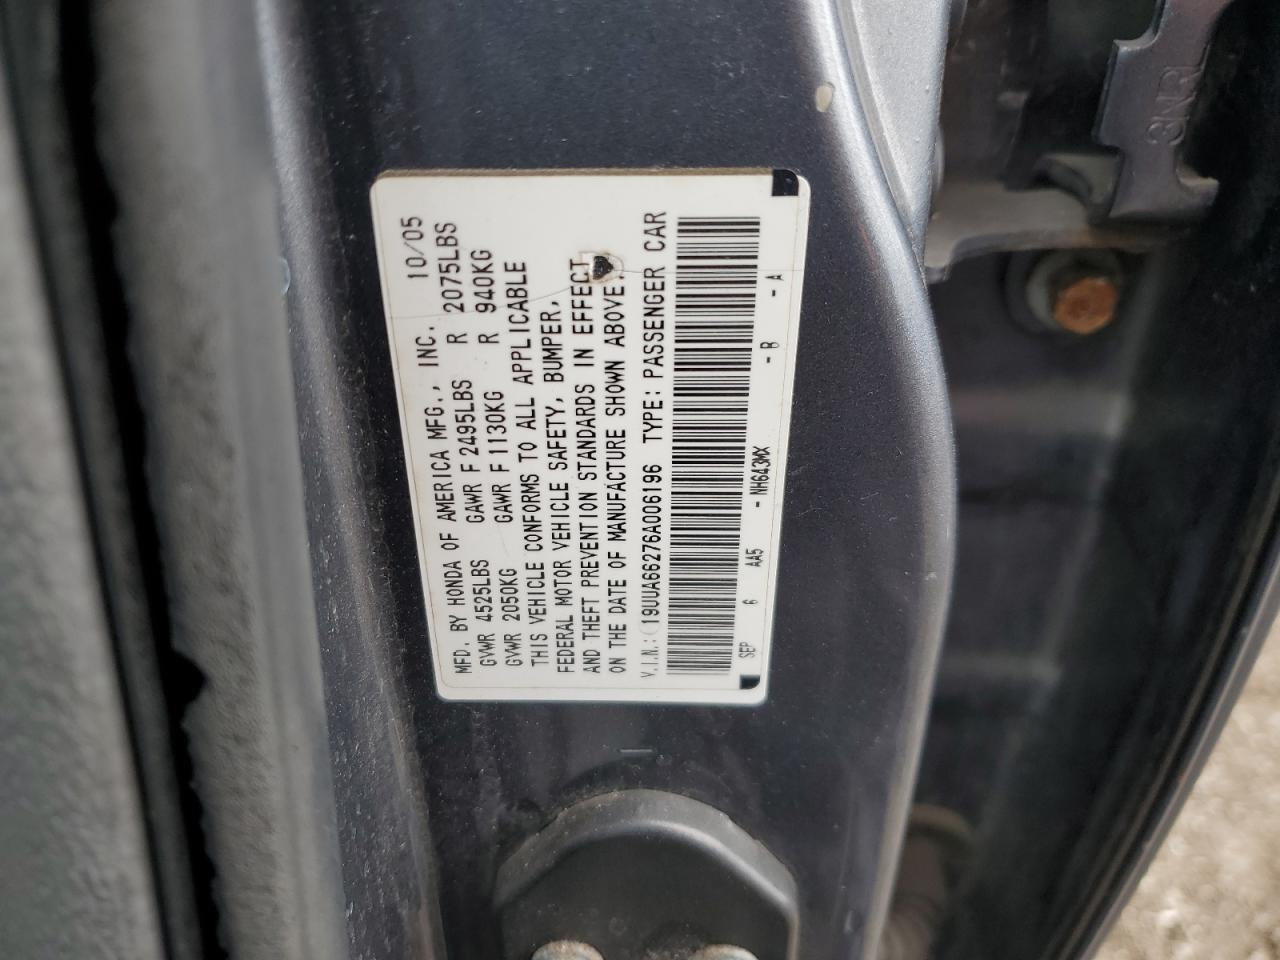 MFD. BY HONDA OF AMERICA MFG., INC. 10/05
GVWR 4525LBS GAWR F 2495LBS R 2075LBS
GVWR 2050KG GAWR F 1130KG R 940KG
THIS VEHICLE CONFORMS TO ALL APPLICABLE
FEDERAL MOTOR VEHICLE SAFETY, BUMPER,
AND THEFT PREVENTION STANDARDS IN EFFECT
ON THE DATE OF MANUFACTURE SHOWN ABOVE.
V.I.N.: 19UUA66276A006196 TYPE: PASSENGER CAR
SEP 6 AA5 - NH643MX - B - A
B
3NRL